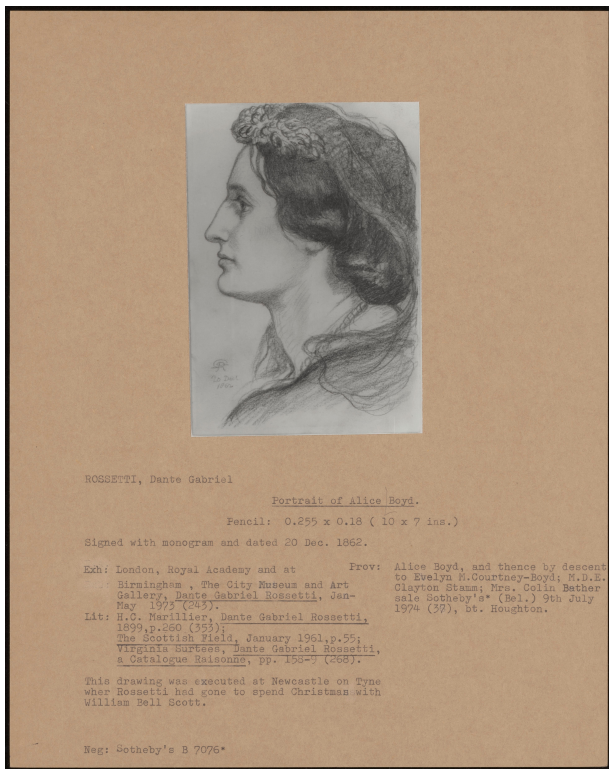 20 Dec
1862
ROSSETTI, Dante Gabriel
Portrait of Alice Boyd.
Pencil: 0.255 x 0.18 ( 10 x 7 ins.)
Signed with monogram and dated 20 Dec. 1862.
Exh: London, Royal Academy and at
Birmingham , The City Museum and Art
Gallery, Dante Gabriel Rossetti, Jan-
May 1973 (243).
Lit: H.C. Marillier, Dante Gabriel Rossetti,
1899,p.260 (353);
The Scottish Field, January 1961,p.55;
Virginia Surtees, Dante Gabriel Rossetti,
a Catalogue Raisonne, pp. 158-9 (268).
Prov: Alice Boyd, and thence by descent
to Evelyn M.Courtney-Boyd; M.D.E.
Clayton Stamm; Mrs. Colin Bather
sale Sotheby's* (Bel.) 9th July
1974 (37), bt. Houghton.
This drawing was executed at Newcastle on Tyne
wher Rossetti had gone to spend Christmas with
William Bell Scott.
Neg: Sotheby's B 7076*